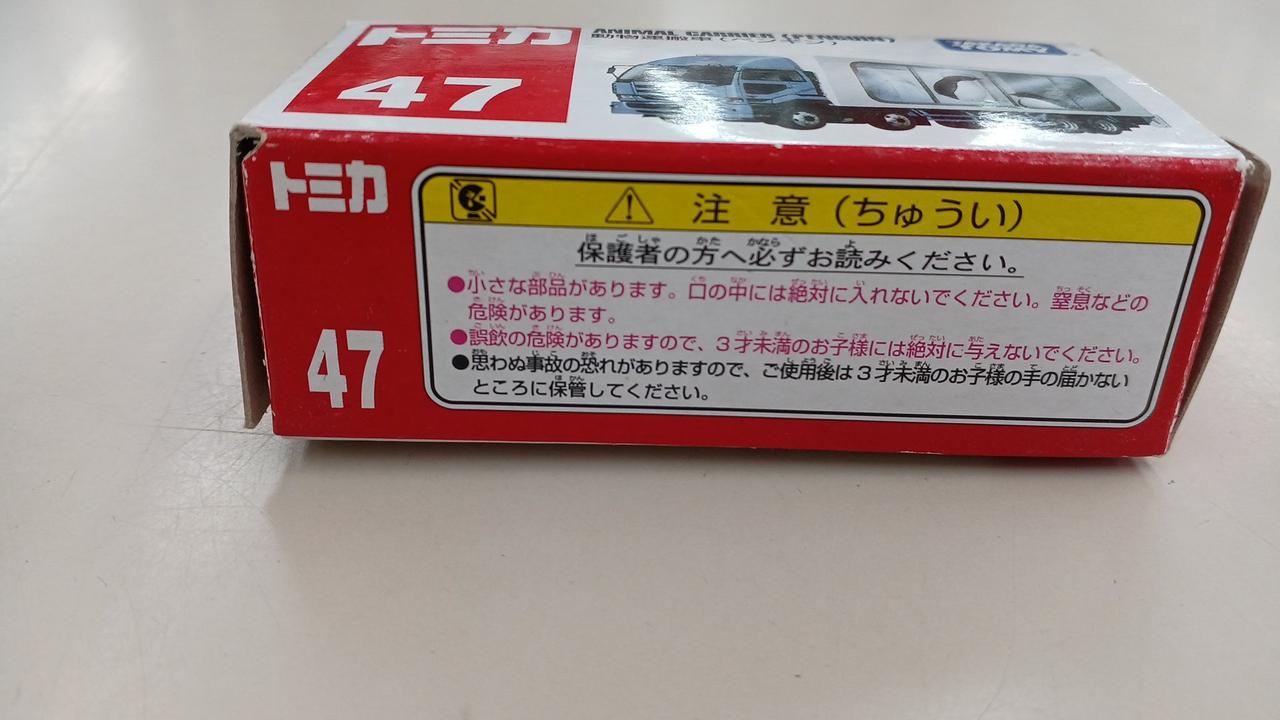 トミカ
47
ANIMAL CARRIER (PENGUIN)
動物運搬車(ペンギン)
トミカ
47
注意(ちゅうい)
保護者の方へ必ずお読みください。
●小さな部品があります。口の中には絶対に入れないでください。窒息などの
危険があります。
●誤飲の危険がありますので、3才未満のお子様には絶対に与えないでください。
●思わぬ事故の恐れがありますので、ご使用後は3才未満のお子様の手の届かない
ところに保管してください。